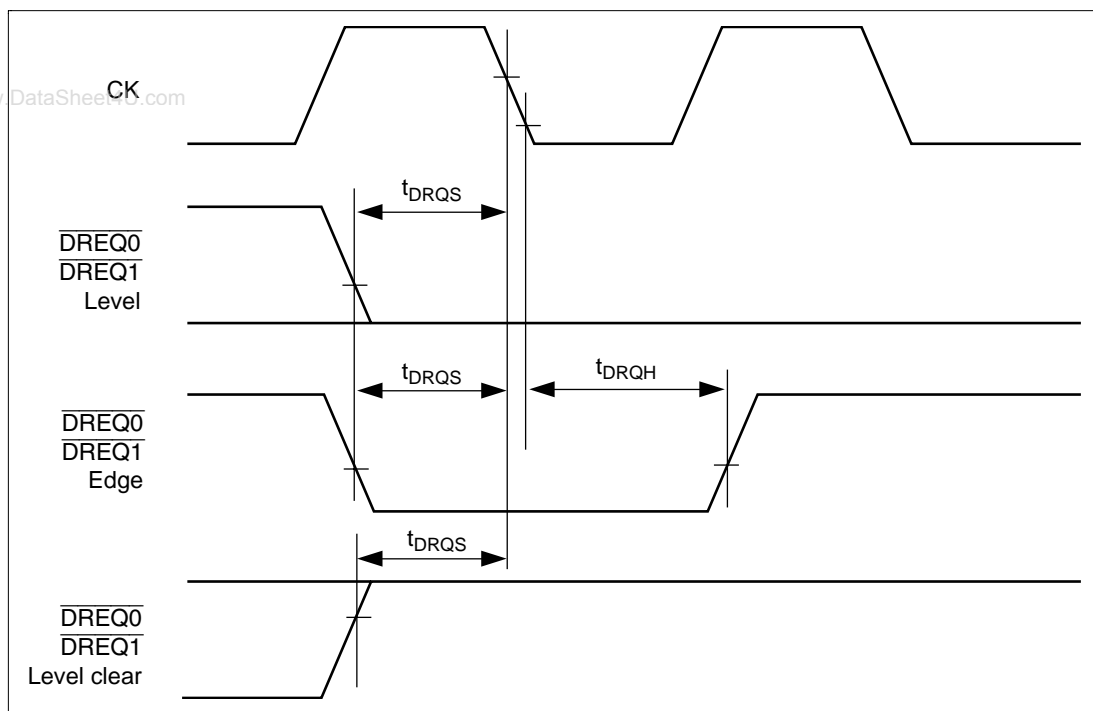 CK
.DataSheet4U.com
tDRQS
DREQ0
DREQ1
Level
tDRQS
tDRQH
DREQ0
DREQ1
Edge
tDRQS
DREQ0
DREQ1
Level clear